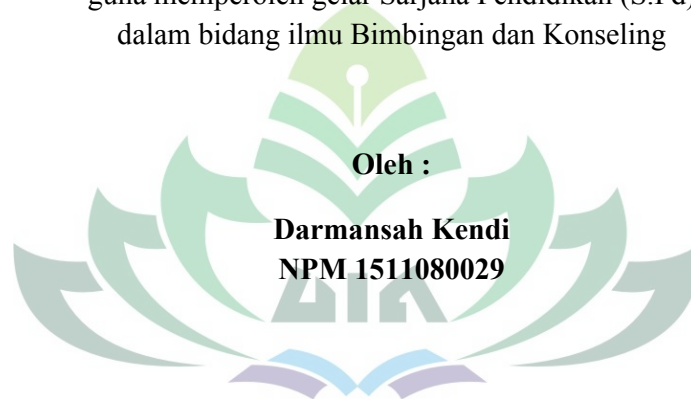 guna memperoleh gelar Sarjana Pendidikan (S.Pd)
dalam bidang ilmu Bimbingan dan Konseling
Oleh :
Darmansah Kendi
NPM 1511080029